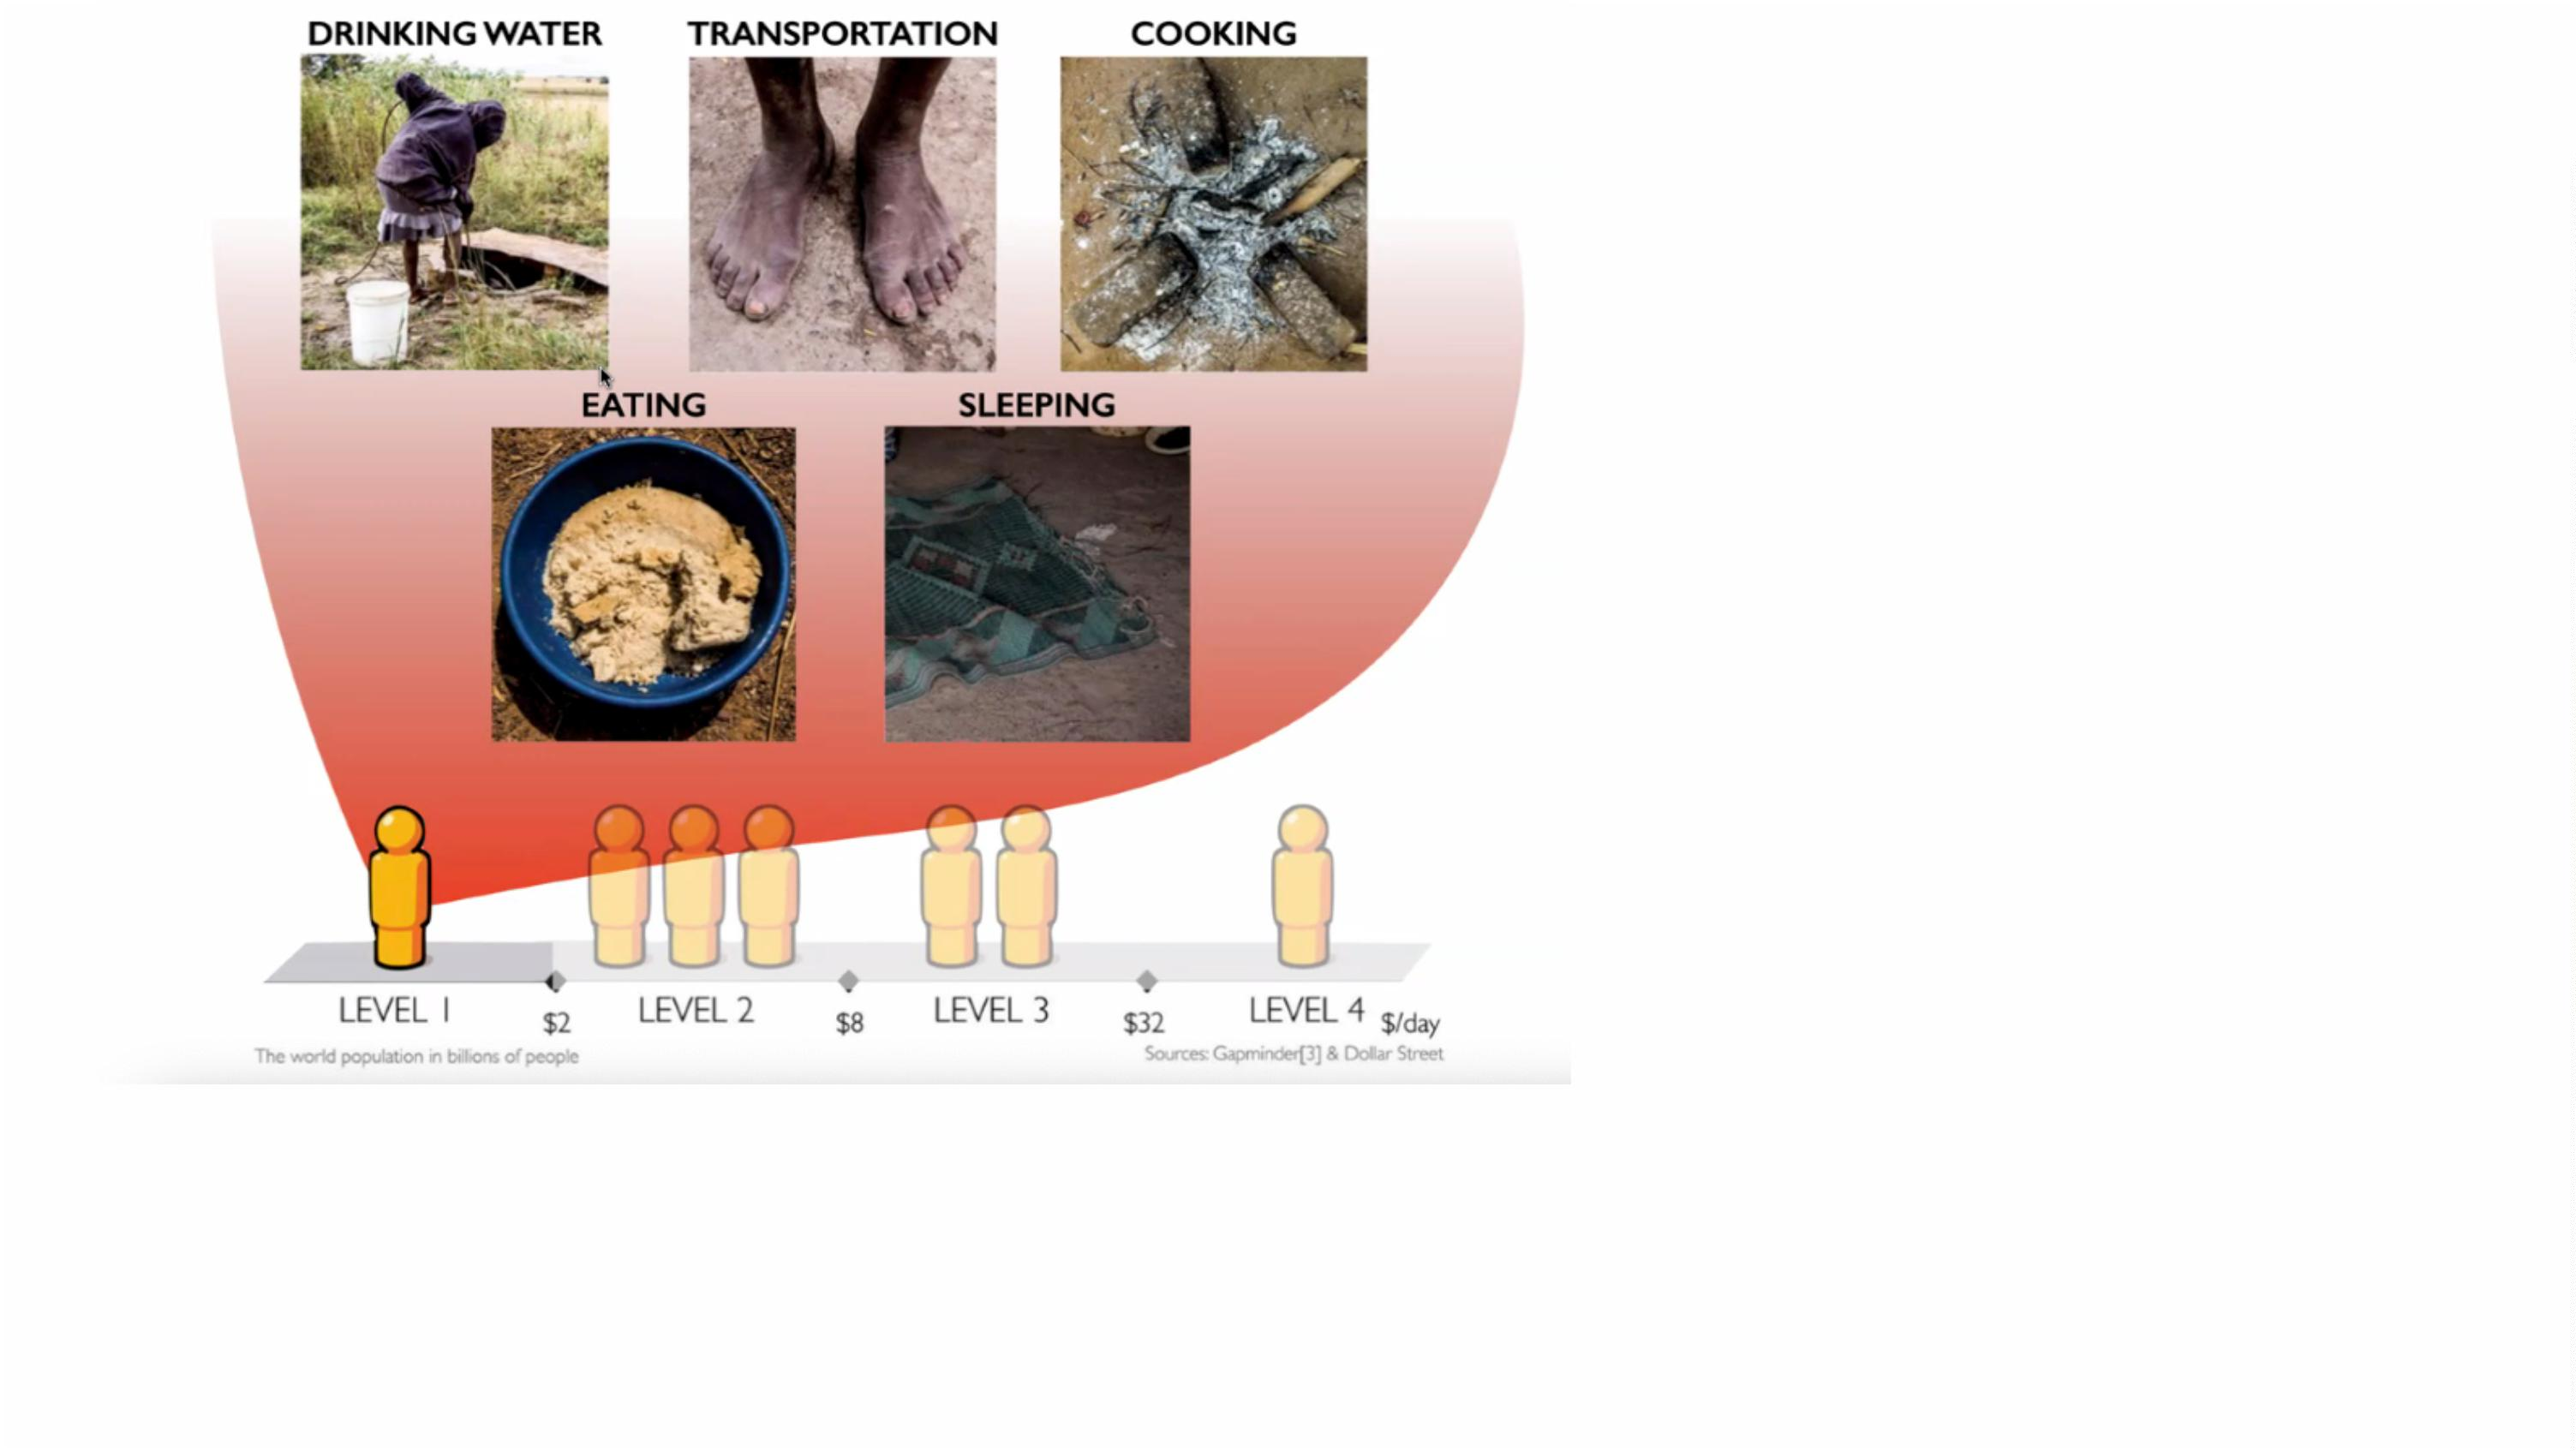 DRINKING WATER
TRANSPORTATION
COOKING
EATING
SLEEPING
LEVEL 1
$2
LEVEL 2
$8
LEVEL 3
$32
LEVEL 4
$/day
The world population in billions of people
Sources: Gapminder[3] & Dollar Street